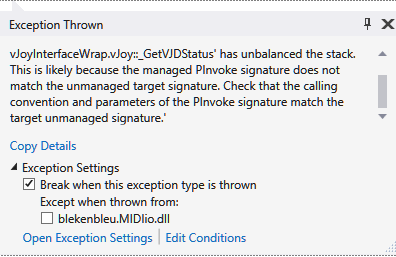 Exception Thrown
vJoyInterfaceWrap.vJoy::_GetVJDStatus' has unbalanced the stack.
This is likely because the managed PInvoke signature does not
match the unmanaged target signature. Check that the calling
convention and parameters of the PInvoke signature match the
target unmanaged signature.'
Copy Details
Exception Settings
Break when this exception type is thrown
Except when thrown from:
blekenbleu.MIDIio.dll
Open Exception Settings | Edit Conditions